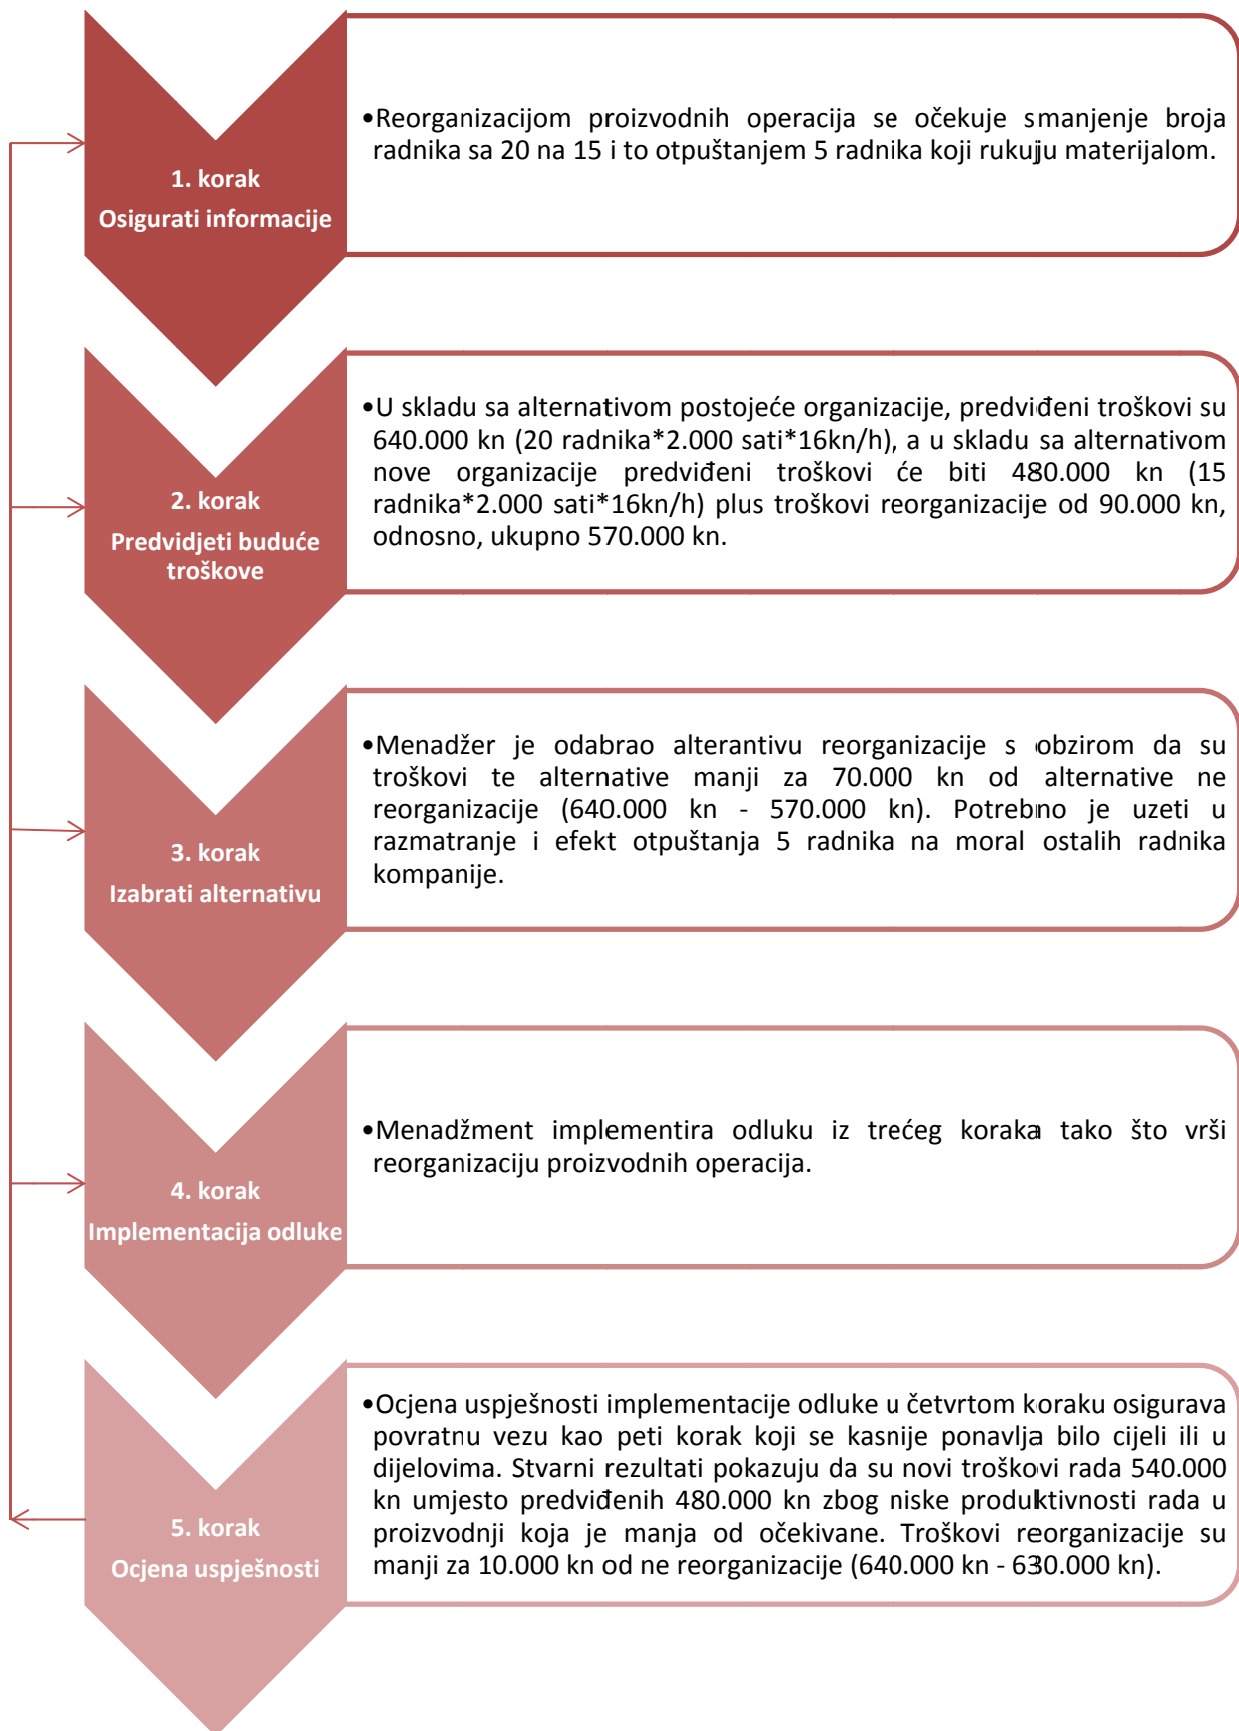 1. korak
Osigurati informacije
•Reorganizacijom proizvodnih operacija se očekuje smanjenje broja
radnika sa 20 na 15 i to otpuštanjem 5 radnika koji rukuju materijalom.
2. korak
Predvidjeti buduće
troškove
•U skladu sa alternativom postojeće organizacije, predviđeni troškovi su
640.000 kn (20 radnika*2.000 sati*16kn/h), a u skladu sa alternativom
nove organizacije predviđeni troškovi će biti 480.000 kn (15
radnika*2.000 sati*16kn/h) plus troškovi reorganizacije od 90.000 kn,
odnosno, ukupno 570.000 kn.
3. korak
Izabrati alternativu
•Menadžer je odabrao alterantivu reorganizacije s obzirom da su
troškovi te alternative manji za 70.000 kn od alternative ne
reorganizacije (640.000 kn - 570.000 kn). Potrebno je uzeti u
razmatranje i efekt otpuštanja 5 radnika na moral ostalih radnika
kompanije.
4. korak
Implementacija odluke
•Menadžment implementira odluku iz trećeg koraka tako što vrši
reorganizaciju proizvodnih operacija.
5. korak
Ocjena uspješnosti
•Ocjena uspješnosti implementacije odluke u četvrtom koraku osigurava
povratnu vezu kao peti korak koji se kasnije ponavlja bilo cijeli ili u
dijelovima. Stvarni rezultati pokazuju da su novi troškovi rada 540.000
kn umjesto predviđenih 480.000 kn zbog niske produktivnosti rada u
proizvodnji koja je manja od očekivane. Troškovi reorganizacije su
manji za 10.000 kn od ne reorganizacije (640.000 kn - 630.000 kn).